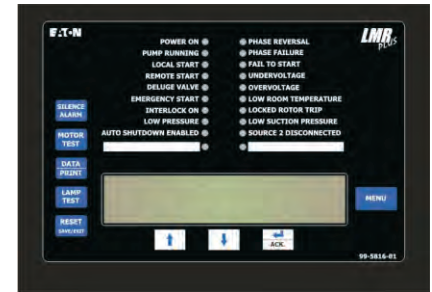 E·T·N
LMR
PLUS
POWER ON
PUMP RUNNING
LOCAL START
REMOTE START
DELUGE VALVE
EMERGENCY START
INTERLOCK ON
LOW PRESSURE
AUTO SHUTDOWN ENABLED
PHASE REVERSAL
PHASE FAILURE
FAIL TO START
UNDERVOLTAGE
OVERVOLTAGE
LOW ROOM TEMPERATURE
LOCKED ROTOR TRIP
LOW SUCTION PRESSURE
SOURCE 2 DISCONNECTED
SILENCE
ALARM
MOTOR
TEST
DATA
PRINT
LAMP
TEST
RESET
SAVE/EXIT
MENU
ACK.
99-5816-01